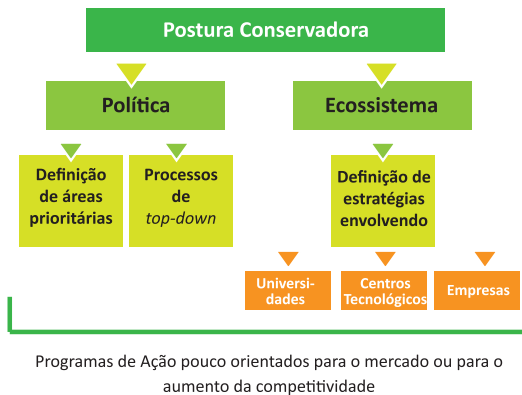 Postura Conservadora
Política
Ecossistema
Definição
de áreas
prioritárias
Processos
de
top-down
Definição de
estratégias
envolvendo
Universi-
dades
Centros
Tecnológicos
Empresas
Programas de Ação pouco orientados para o mercado ou para o
aumento da competitividade